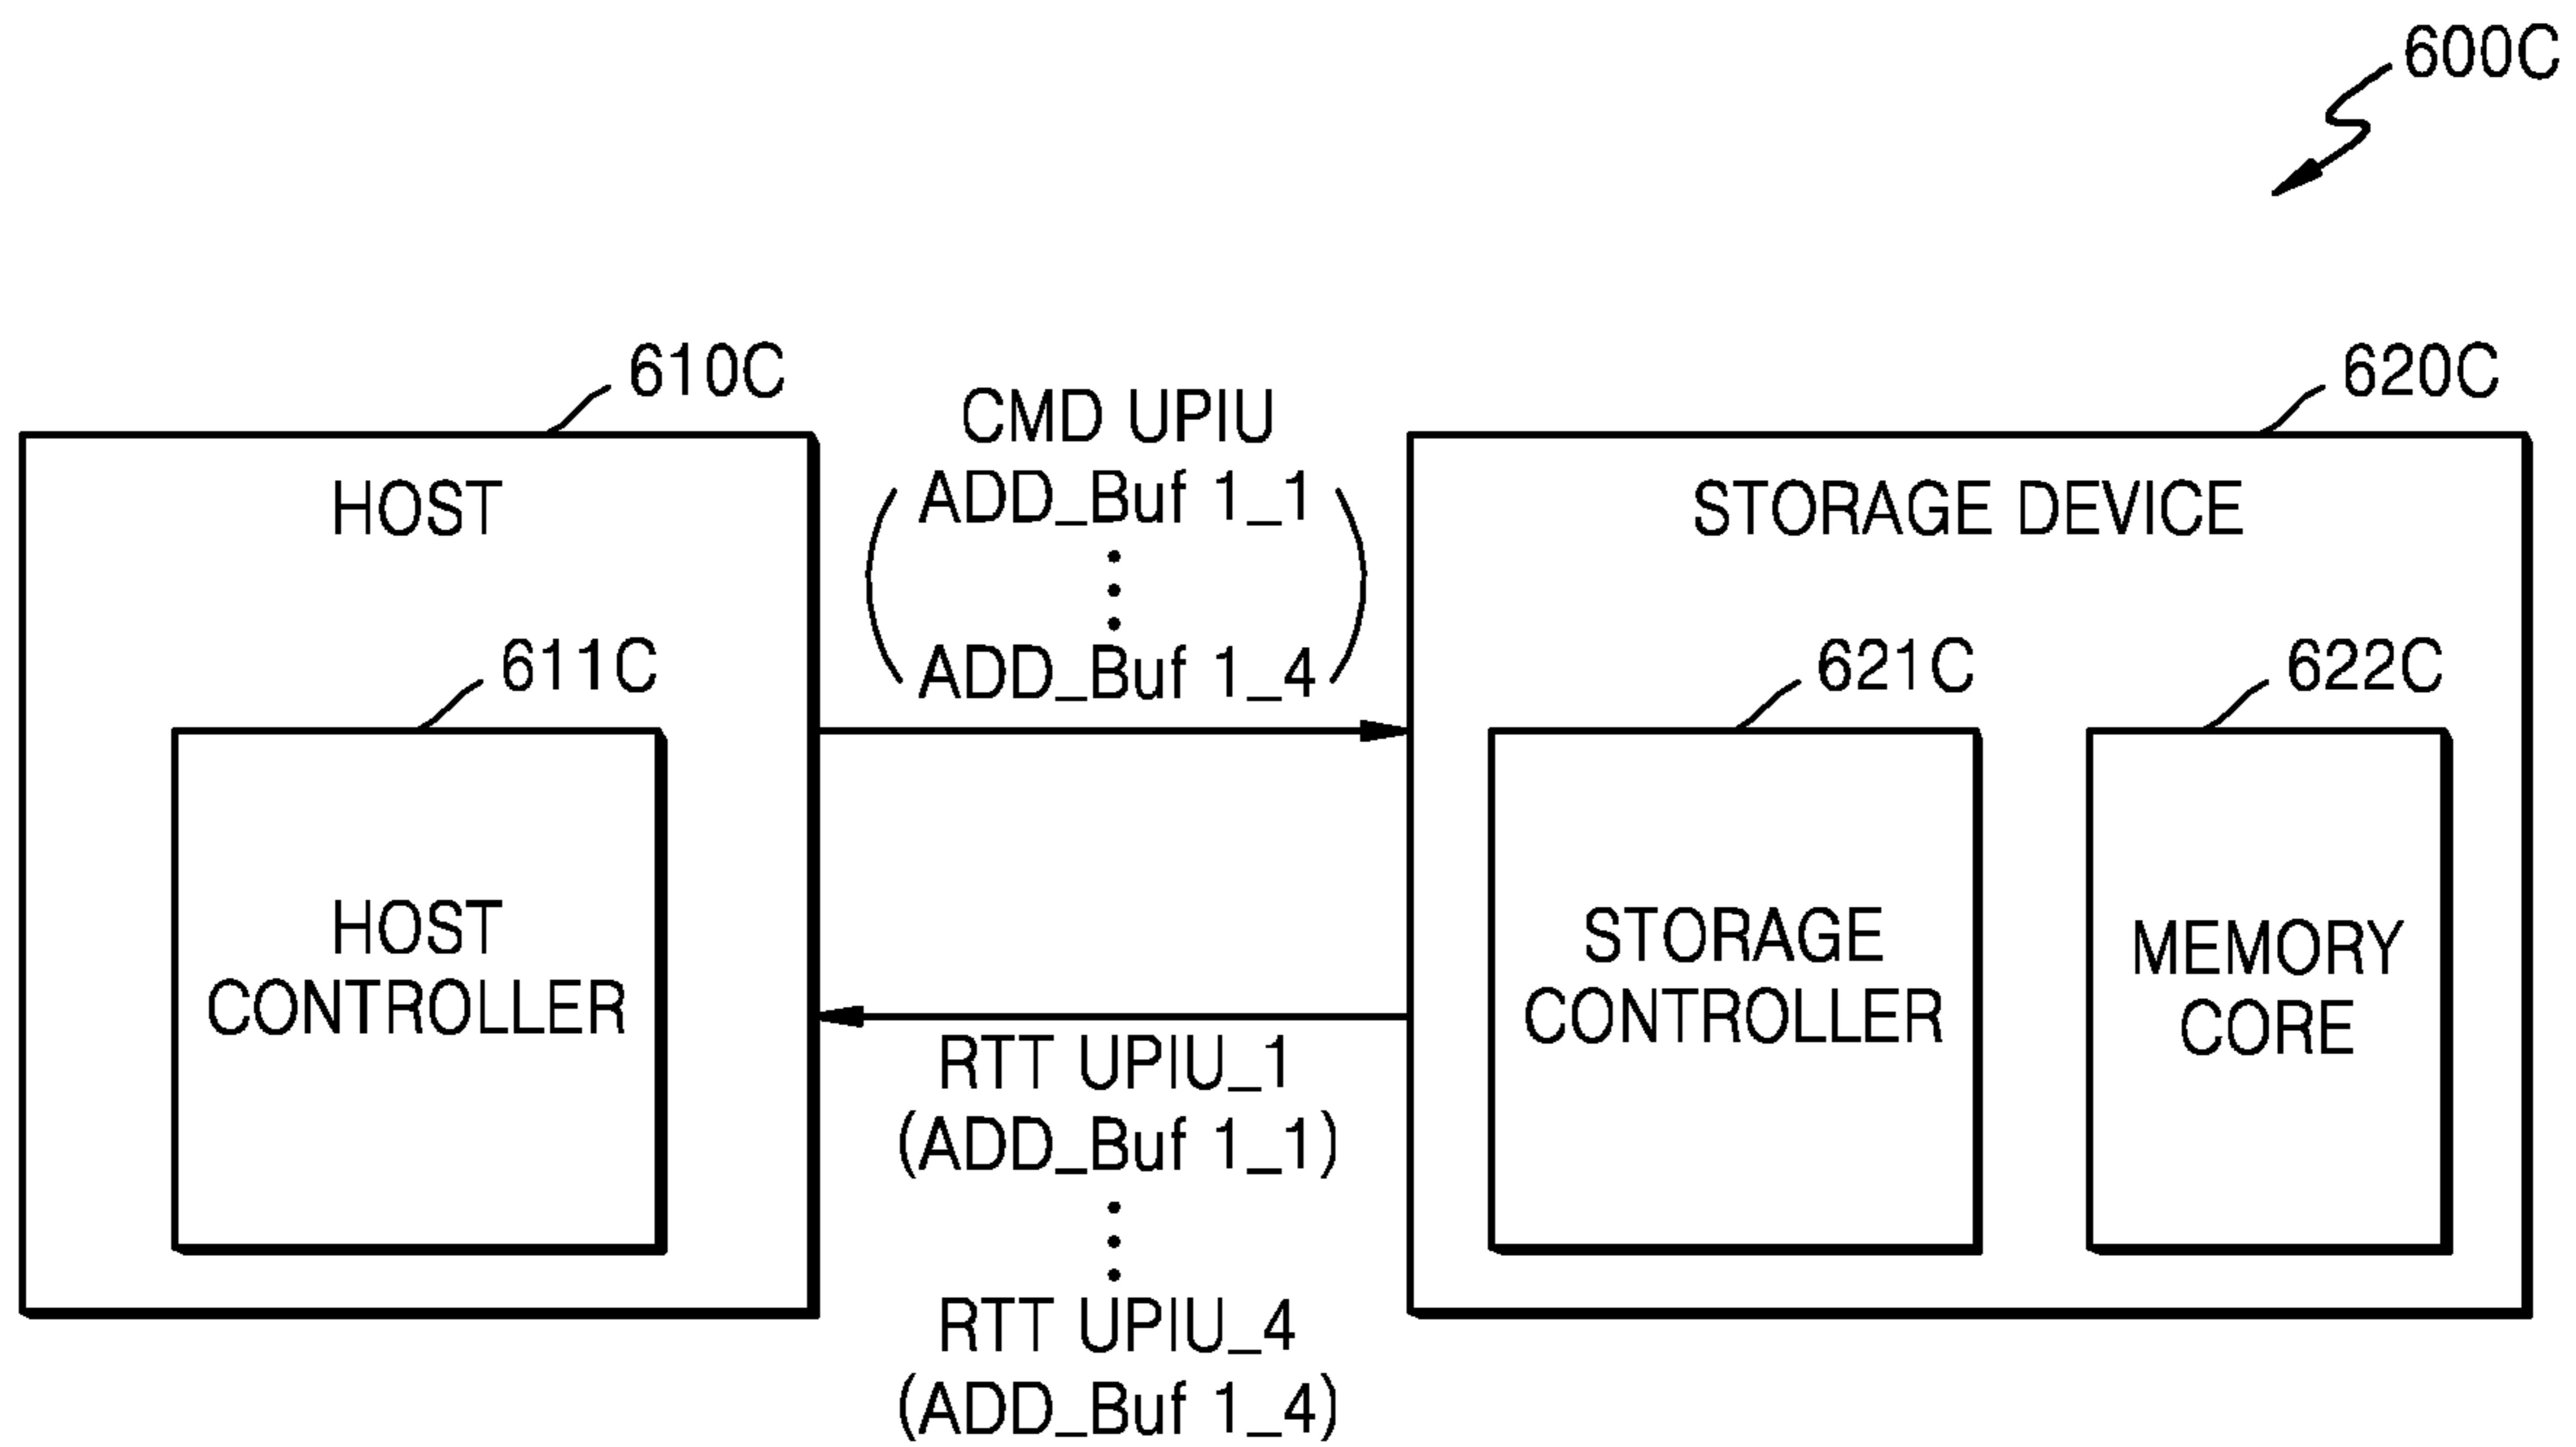 600C
610C
HOST
611C
HOST
CONTROLLER
CMD UPIU
(ADD_Buf 1_1
ADD_Buf 1_4)
RTT UPIU_1
(ADD_Buf 1_1)
RTT UPIU_4
(ADD_Buf 1_4)
620C
STORAGE DEVICE
621C
STORAGE
CONTROLLER
622C
MEMORY
CORE